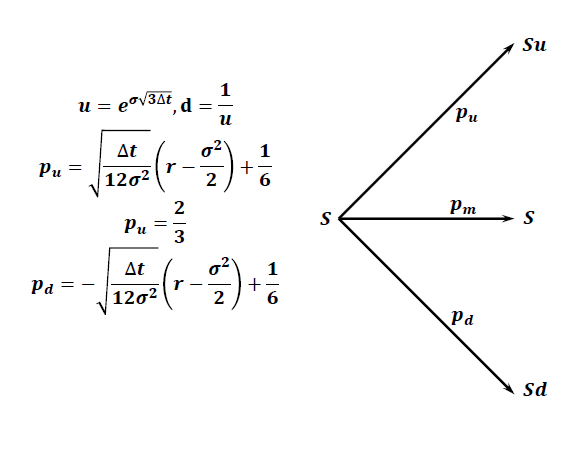 u = e^{σ√(3Δt)}, d = 1/u
p_u = √(Δt/12σ²) (r − σ²/2) + 1/6
p_u = 2/3
p_d = −√(Δt/12σ²) (r − σ²/2) + 1/6
Su
p_u
S p_m S
p_d
Sd